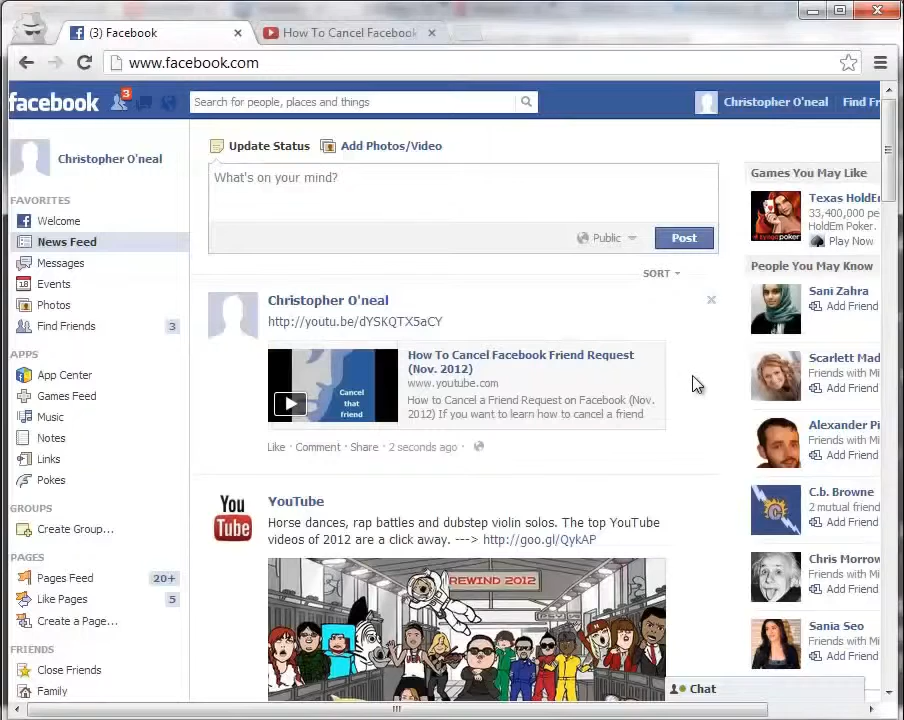 (3) Facebook
How To Cancel Facebook
www.facebook.com
facebook
3
Search for people, places and things
Christopher O'neal
Find Fr
Christopher O'neal
FAVORITES
Welcome
News Feed
Messages
18 Events
Photos
Find Friends 3
APPS
App Center
Games Feed
Music
Notes
Links
Pokes
GROUPS
Create Group...
PAGES
Pages Feed 20+
Like Pages 5
Create a Page...
FRIENDS
Close Friends
Family
Update Status Add Photos/Video
What's on your mind?
Public Post
SORT
Christopher O'neal
http://youtu.be/dYSKQTX5aCY
Cancel
that
friend
How To Cancel Facebook Friend Request
(Nov. 2012)
www.youtube.com
How to Cancel a Friend Request on Facebook (Nov.
2012) If you want to learn how to cancel a friend
Like · Comment · Share · 2 seconds ago ·
You
Tube
YouTube
Horse dances, rap battles and dubstep violin solos. The top YouTube
videos of 2012 are a click away. ---> http://goo.gl/QykAP
REWIND 2012
Games You May Like
zynga poker
Texas HoldEm
33,400,000 pe
HoldEm Poker.
Play Now
People You May Know
Sani Zahra
Add Friend
Scarlett Mad
Friends with Mi
Add Friend
Alexander Pi
Friends with Mi
Add Friend
C.b. Browne
2 mutual friend
Add Friend
Chris Morrow
Friends with Mi
Add Friend
Sania Seo
Friends with Mi
Add Friend
Chat